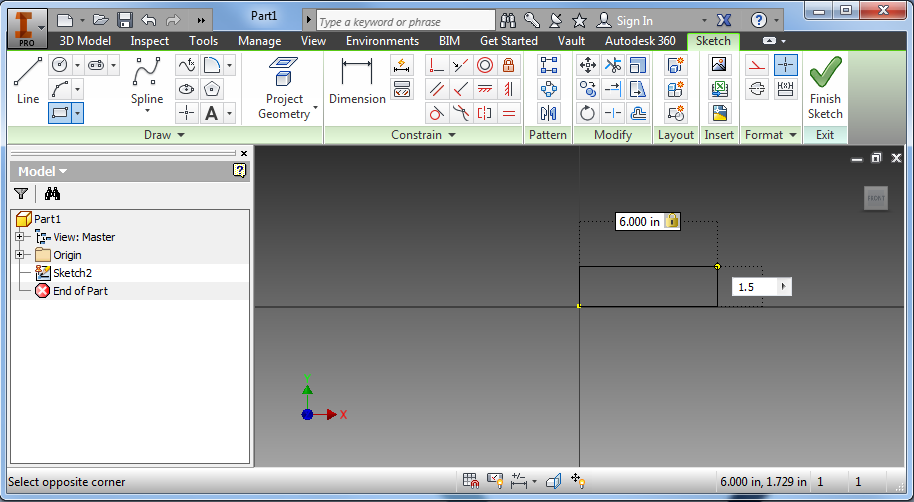 PRO
Part1
Type a keyword or phrase
Sign In
3D Model Inspect Tools Manage View Environments BIM Get Started Vault Autodesk 360 Sketch
Line
Spline
Project
Geometry
Dimension
Finish
Sketch
Draw Constrain Pattern Modify Layout Insert Format Exit
Model
Part1
View: Master
Origin
Sketch2
End of Part
FRONT
6.000 in
1.5
Y
X
Select opposite corner
6.000 in, 1.729 in 1 1